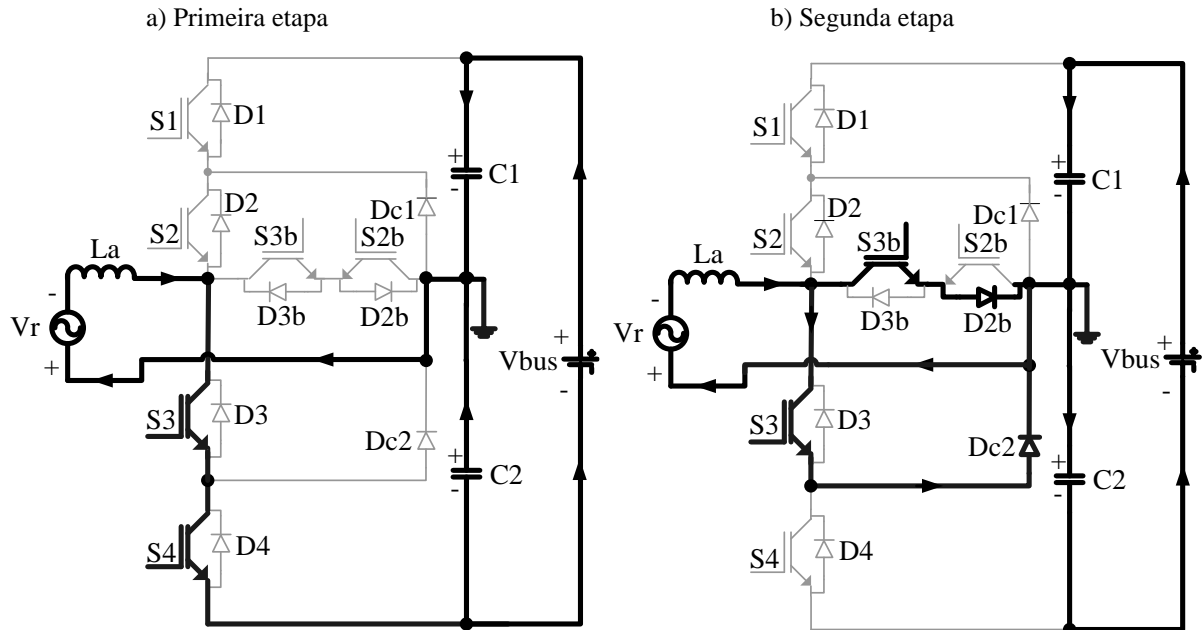 a) Primeira etapa
S1
D1
S2
D2
S3b
S2b
Dc1
+
-
C1
La
D3b
D2b
-
Vr
+
+
Vbus
-
S3
D3
Dc2
+
-
C2
S4
D4
b) Segunda etapa
S1
D1
S2
D2
S3b
S2b
Dc1
+
-
C1
La
D3b
D2b
-
Vr
+
+
Vbus
-
S3
D3
Dc2
+
-
C2
S4
D4